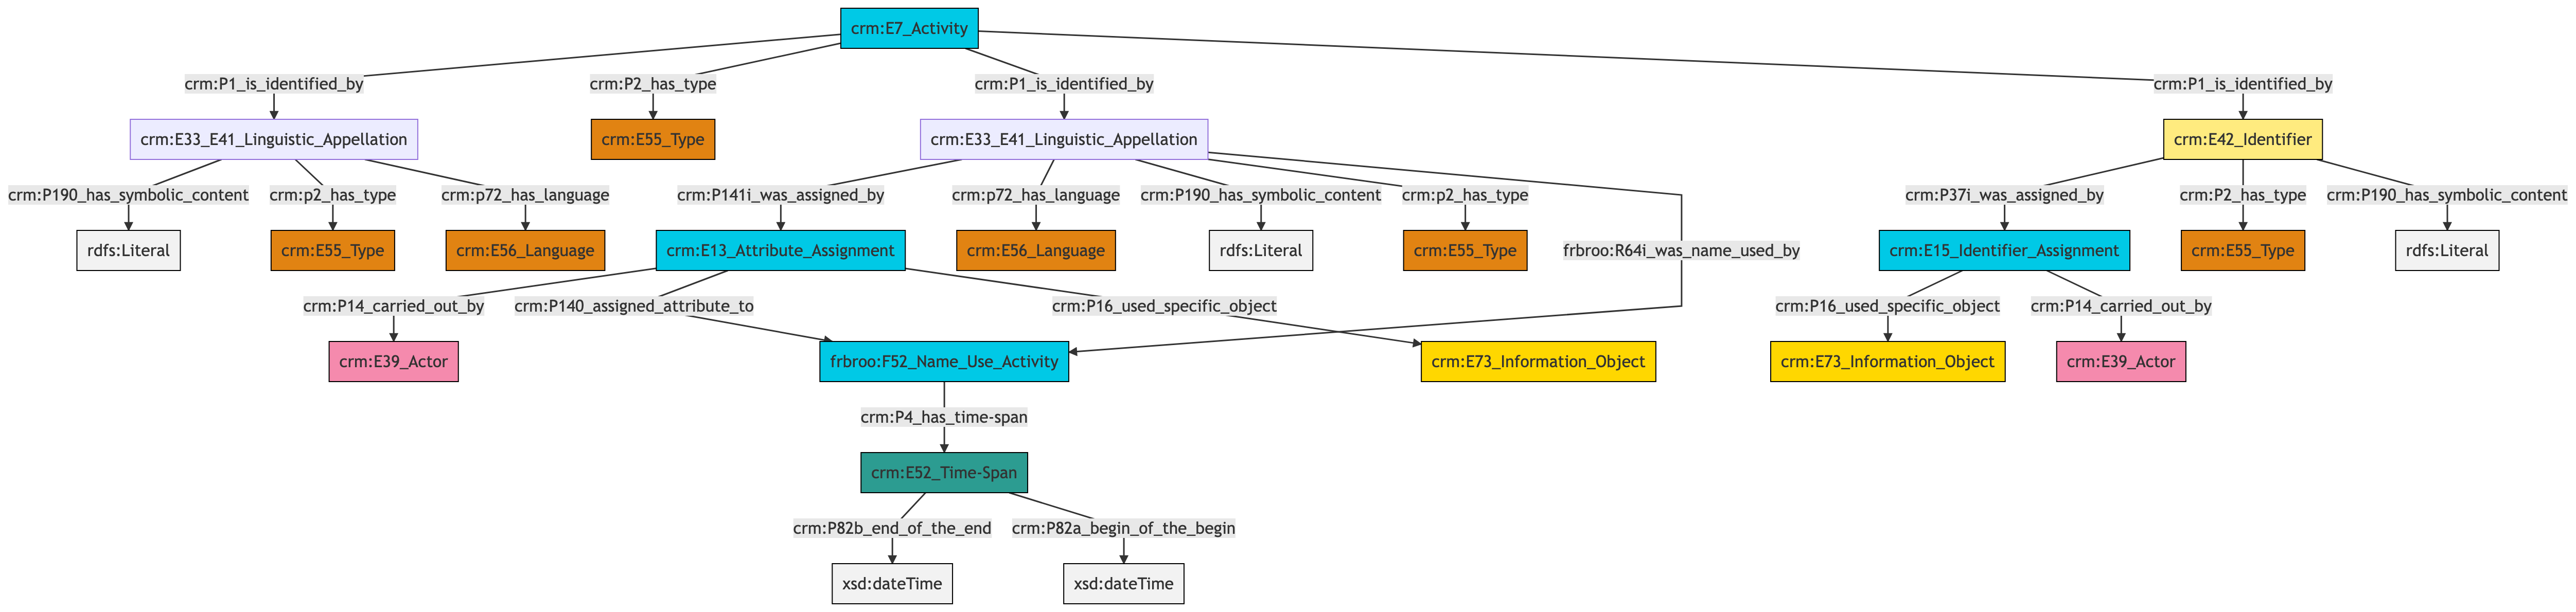 crm:E7_Activity
crm:P1_is_identified_by
crm:P2_has_type
crm:P1_is_identified_by
crm:P1_is_identified_by
crm:E33_E41_Linguistic_Appellation
crm:E55_Type
crm:E33_E41_Linguistic_Appellation
crm:E42_Identifier
crm:P190_has_symbolic_content
crm:p2_has_type
crm:p72_has_language
crm:P141i_was_assigned_by
crm:p72_has_language
crm:P190_has_symbolic_content
crm:p2_has_type
crm:P37i_was_assigned_by
crm:P2_has_type
crm:P190_has_symbolic_content
rdfs:Literal
crm:E55_Type
crm:E56_Language
crm:E13_Attribute_Assignment
crm:E56_Language
rdfs:Literal
crm:E55_Type
frbroo:R64i_was_name_used_by
crm:E15_Identifier_Assignment
crm:E55_Type
rdfs:Literal
crm:P14_carried_out_by
crm:P140_assigned_attribute_to
crm:P16_used_specific_object
crm:P16_used_specific_object
crm:P14_carried_out_by
crm:E39_Actor
frbroo:F52_Name_Use_Activity
crm:E73_Information_Object
crm:E73_Information_Object
crm:E39_Actor
crm:P4_has_time-span
crm:E52_Time-Span
crm:P82b_end_of_the_end
crm:P82a_begin_of_the_begin
xsd:dateTime
xsd:dateTime